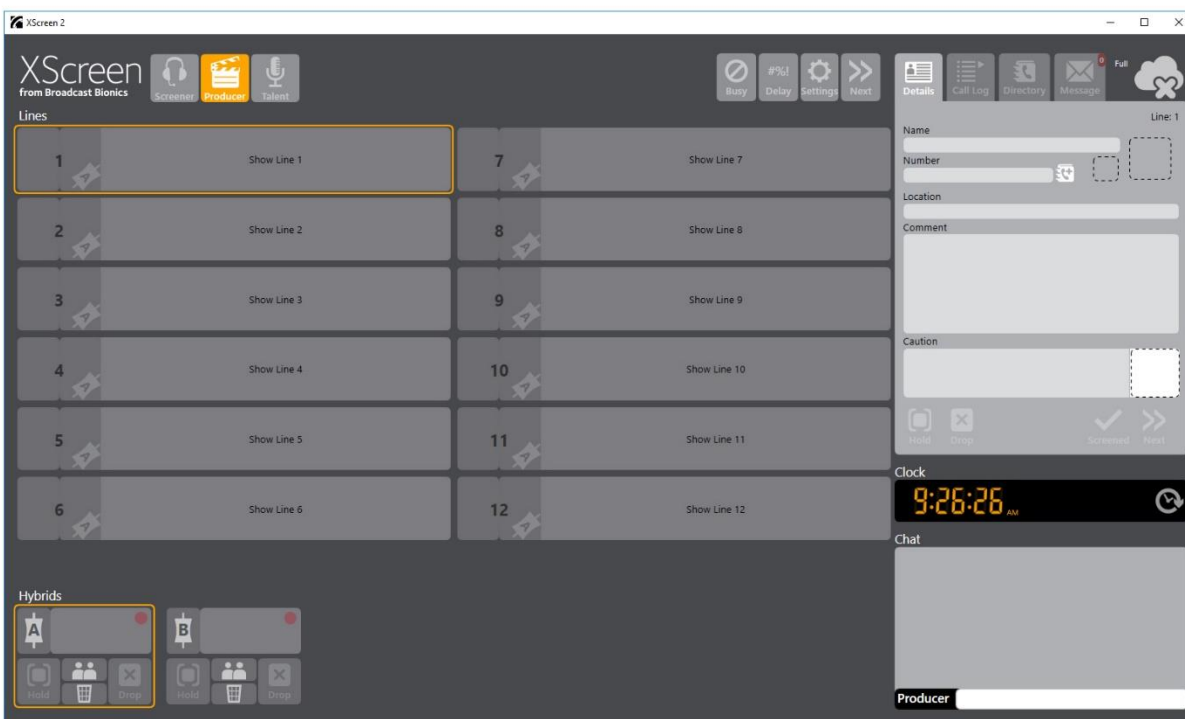 XScreen 2
XScreen
from Broadcast Bionics
Screener
Producer
Talent
Busy
#%!
Delay
Settings
Next
Details
Call Log
Directory
0
Message
Full
Lines
1
Show Line 1
2
Show Line 2
3
Show Line 3
4
Show Line 4
5
Show Line 5
6
Show Line 6
7
Show Line 7
8
Show Line 8
9
Show Line 9
10
Show Line 10
11
Show Line 11
12
Show Line 12
Line: 1
Name
Number
Location
Comment
Caution
Hold
Drop
Screened
Next
Clock
9:26:26 AM
Chat
Producer
Hybrids
A
Hold
Drop
B
Hold
Drop